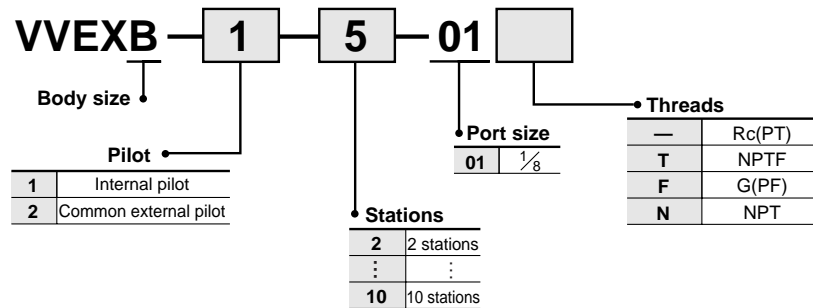 VVEXB — 1 — 5 — 01
Body size
Pilot
1 Internal pilot
2 Common external pilot
Stations
2 2 stations
⋮ ⋮
10 10 stations
Port size
01 1/8
Threads
— Rc(PT)
T NPTF
F G(PF)
N NPT